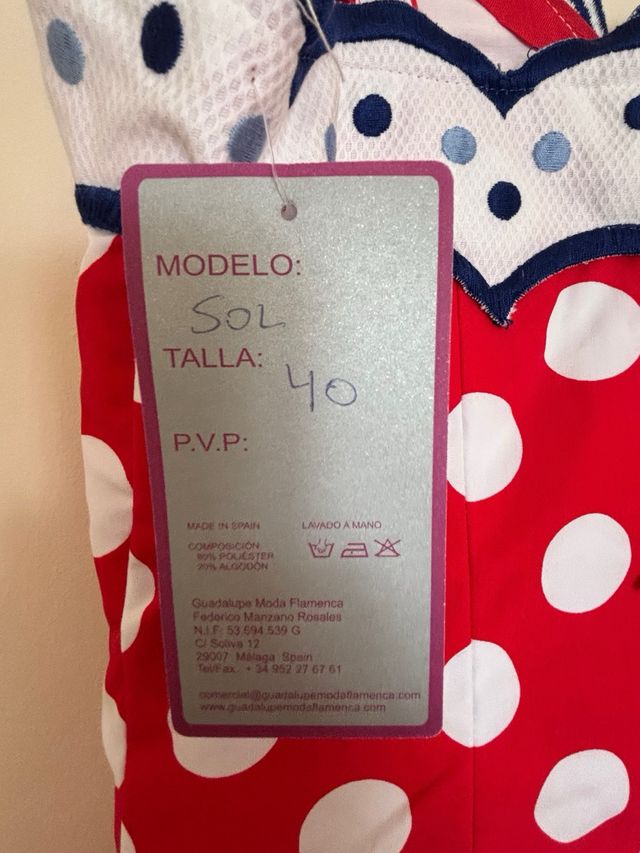 MODELO:
SOL
TALLA:
40
P.V.P:
MADE IN SPAIN
LAVADO A MANO
COMPOSICIÓN
80% POLIÉSTER
20% ALGODÓN
Guadalupe Moda Flamenca
Federico Manzano Rosales
N.I.F: 53.694.539 G
C/ Soliva 12
29007 Málaga Spain
Tel/Fax. + 34 952 27 67 61
comercial@guadalupemodaflamenca.com
www.guadalupemodaflamenca.com